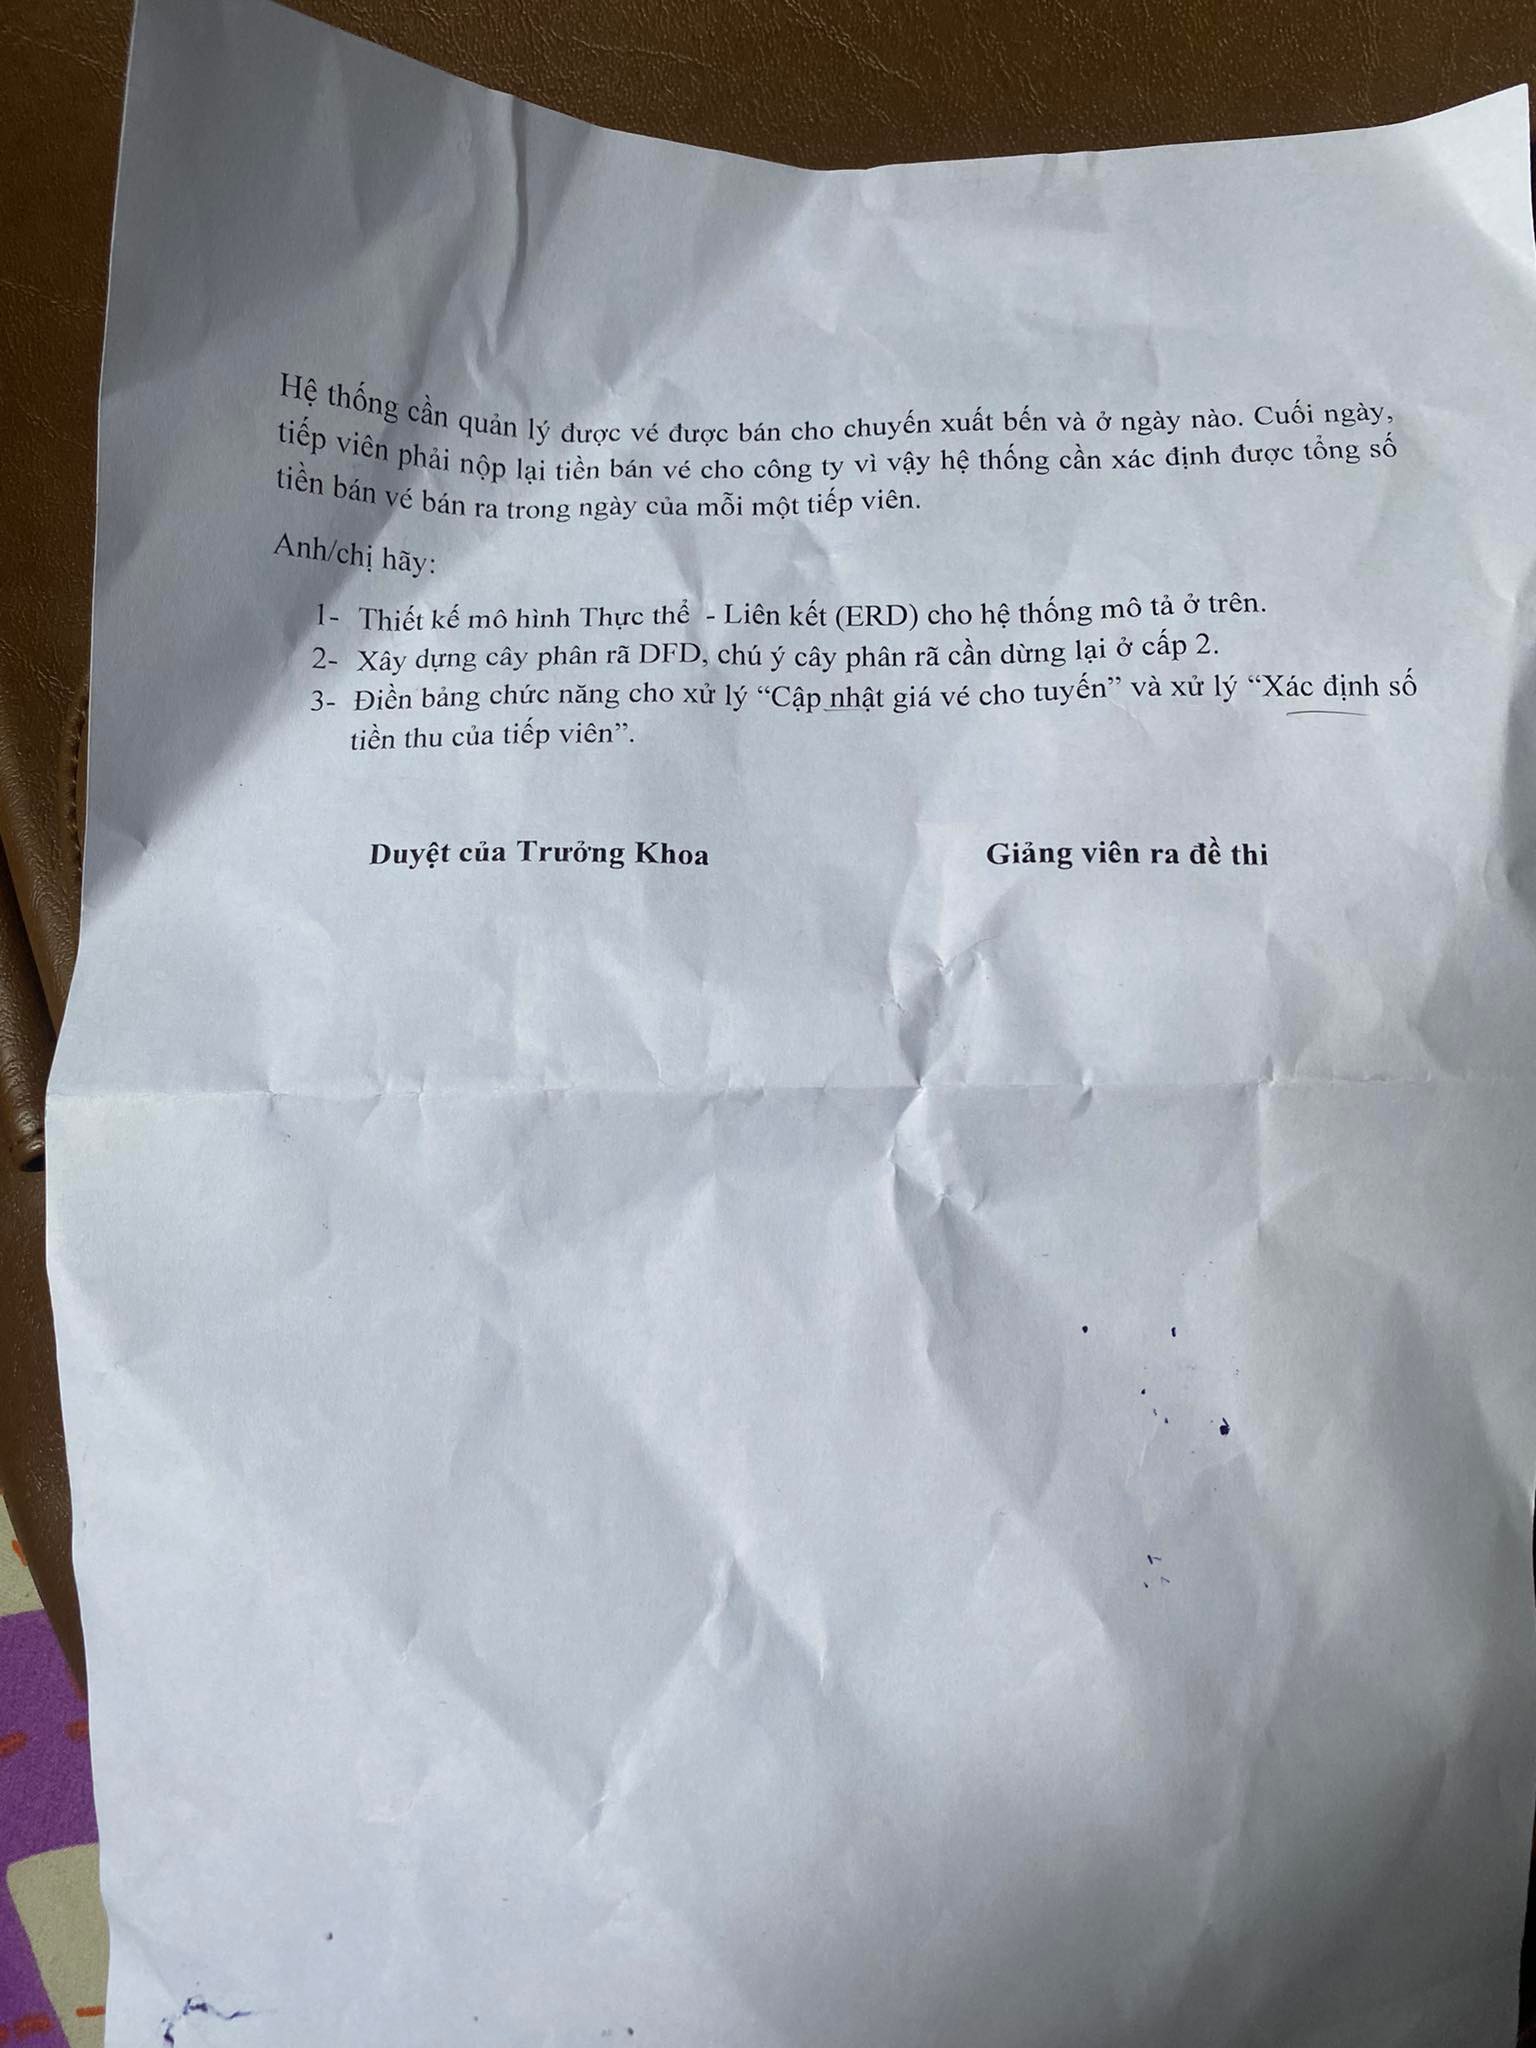 Hệ thống cần quản lý được vé được bán cho chuyến xuất bến và ở ngày nào. Cuối ngày,
tiếp viên phải nộp lại tiền bán vé cho công ty vì vậy hệ thống cần xác định được tổng số
tiền bán vé bán ra trong ngày của mỗi một tiếp viên.
Anh/chị hãy:
1- Thiết kế mô hình Thực thể - Liên kết (ERD) cho hệ thống mô tả ở trên.
2- Xây dựng cây phân rã DFD, chú ý cây phân rã cần dừng lại ở cấp 2.
3- Điền bảng chức năng cho xử lý “Cập nhật giá vé cho tuyến” và xử lý “Xác định số
tiền thu của tiếp viên”.
Duyệt của Trưởng Khoa Giảng viên ra đề thi